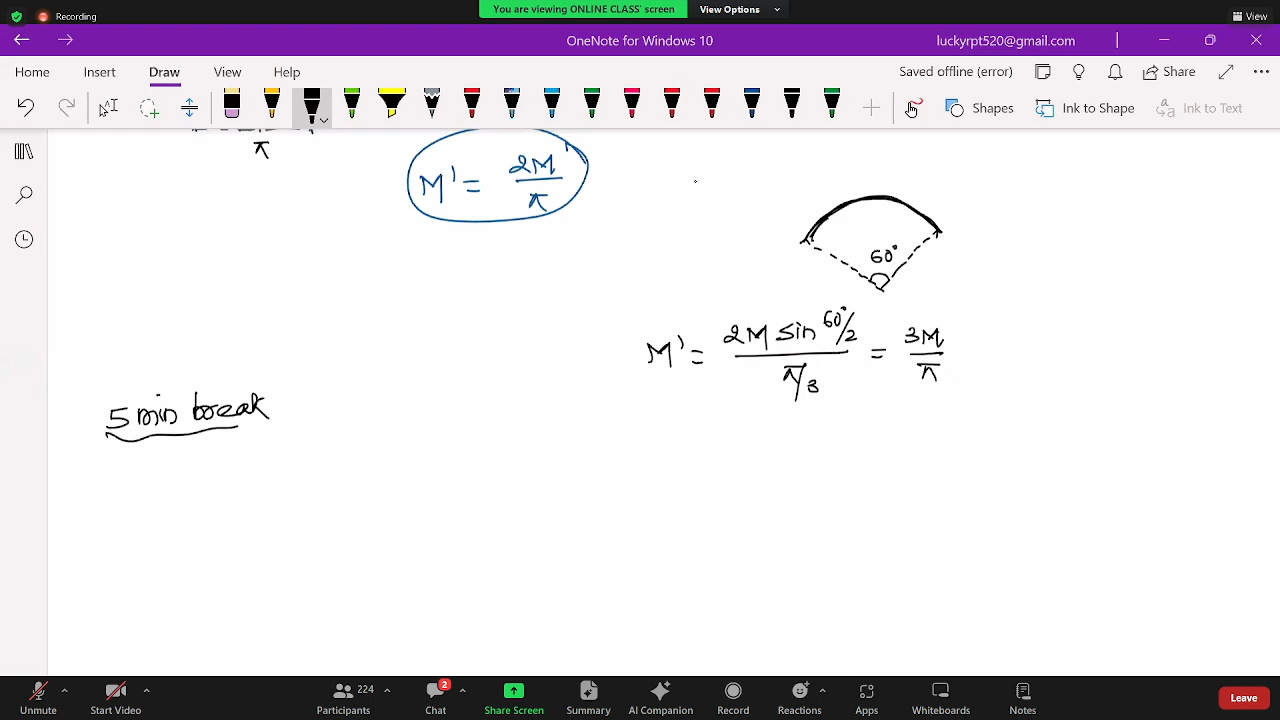 Recording
You are viewing ONLINE CLASS' screen
View Options
View
OneNote for Windows 10
luckyrpt520@gmail.com
Home Insert Draw View Help
Saved offline (error)
Share
Shapes
Ink to Shape
Ink to Text
π
M' = 2M/π
60°
M' = 2M sin 60°/2 / π/3 = 3M/π
5 min break
Unmute
Start Video
224
Participants
2
Chat
Share Screen
Summary
AI Companion
Record
Reactions
Apps
Whiteboards
Notes
Leave